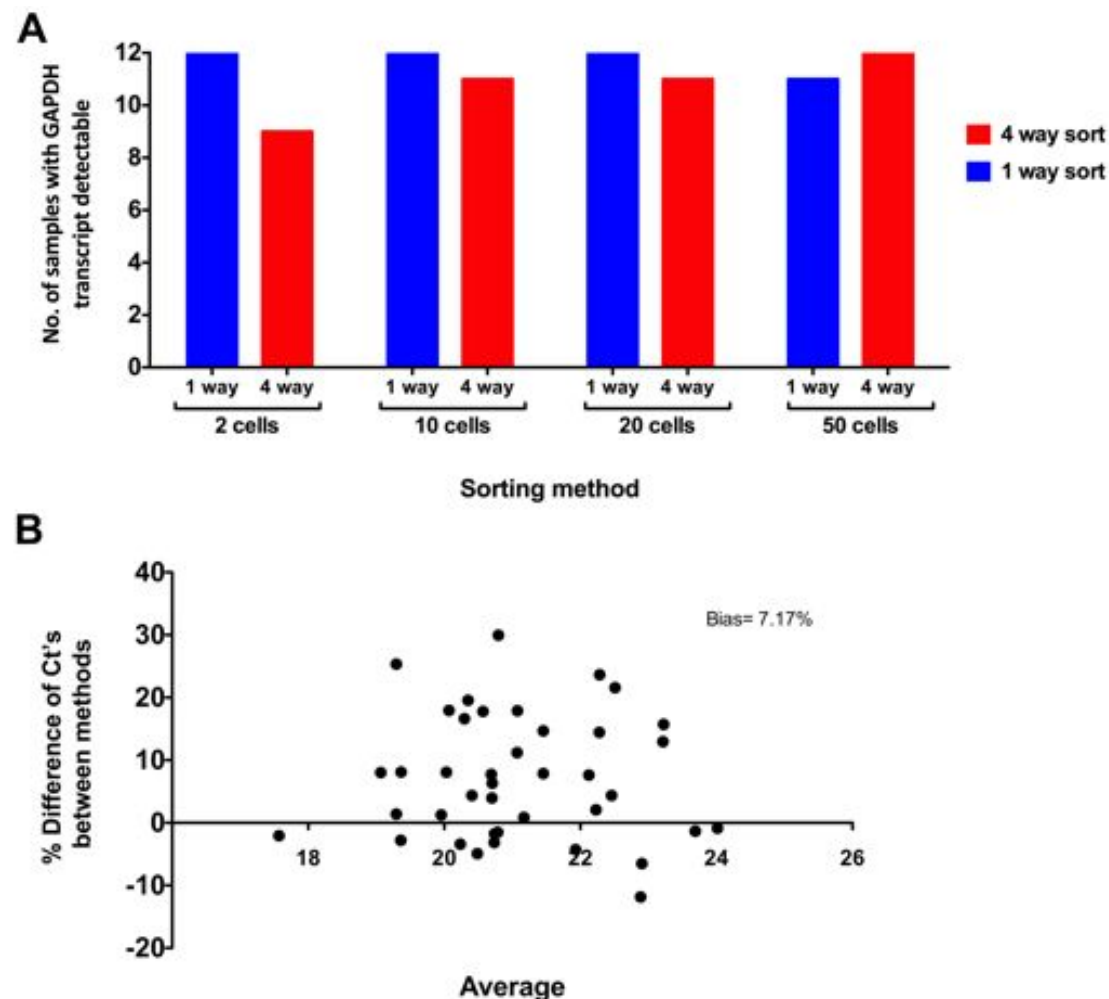 A
No. of samples with GAPDH
transcript detectable
12
10
8
6
4
2
0
1 way 4 way 1 way 4 way 1 way 4 way 1 way 4 way
2 cells 10 cells 20 cells 50 cells
Sorting method
4 way sort
1 way sort
B
% Difference of Ct's
between methods
40
30
20
10
0
-10
-20
Bias= 7.17%
18 20 22 24 26
Average